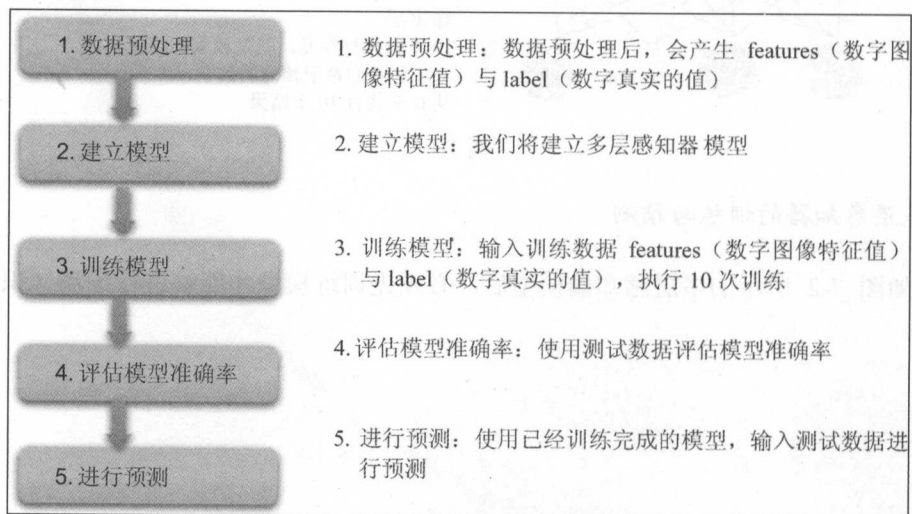 1. 数据预处理
1. 数据预处理：数据预处理后，会产生 features（数字图
像特征值）与 label（数字真实的值）
2. 建立模型
2. 建立模型：我们将建立多层感知器 模型
3. 训练模型
3. 训练模型：输入训练数据 features（数字图像特征值）
与 label（数字真实的值），执行 10 次训练
4. 评估模型准确率
4.评估模型准确率：使用测试数据评估模型准确率
5. 进行预测
5. 进行预测：使用已经训练完成的模型，输入测试数据进
行预测